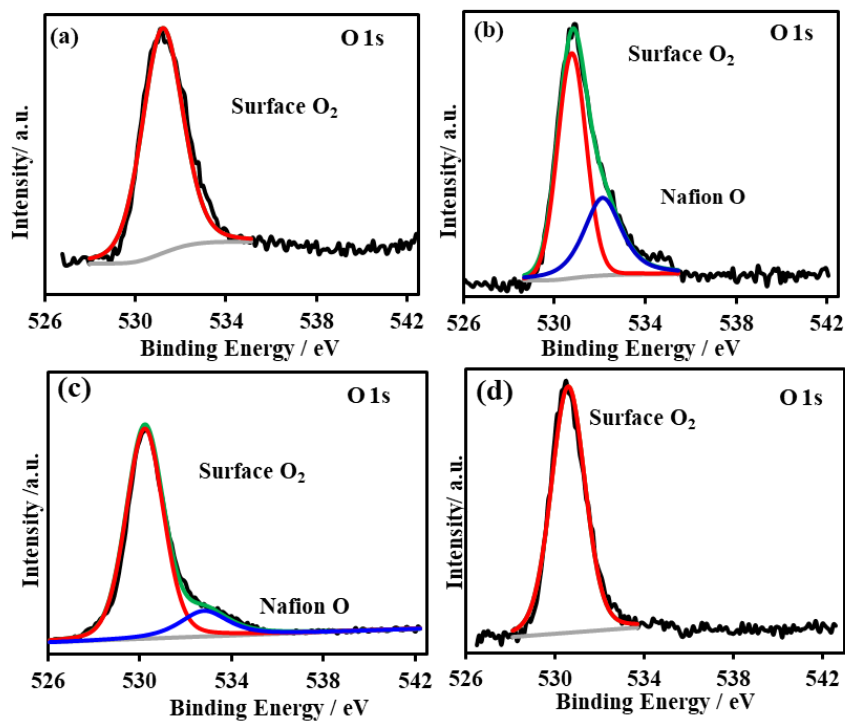 (a)
O 1s
Surface O₂
Intensity/ a.u.
526 530 534 538 542
Binding Energy / eV
(b)
O 1s
Surface O₂
Nafion O
Intensity/ a.u.
526 530 534 538 542
Binding Energy / eV
(c)
O 1s
Surface O₂
Nafion O
Intensity /a.u.
526 530 534 538 542
Binding Energy / eV
(d)
O 1s
Surface O₂
Intensity/ a.u.
526 530 534 538 542
Binding Energy / eV